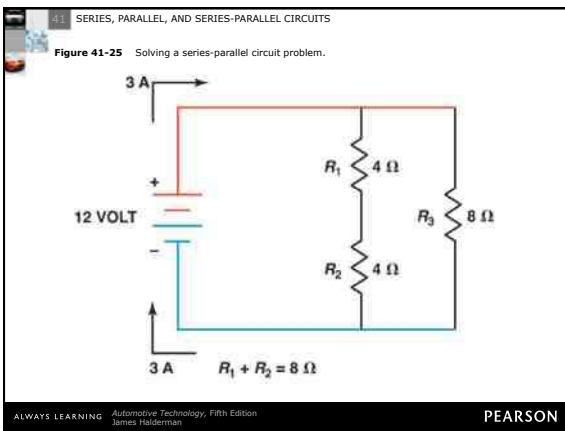 41 SERIES, PARALLEL, AND SERIES-PARALLEL CIRCUITS
Figure 41-25 Solving a series-parallel circuit problem.
3 A
R₁ 4 Ω
+
12 VOLT
R₃ 8 Ω
−
R₂ 4 Ω
3 A
R₁ + R₂ = 8 Ω
ALWAYS LEARNING Automotive Technology, Fifth Edition
James Halderman
PEARSON